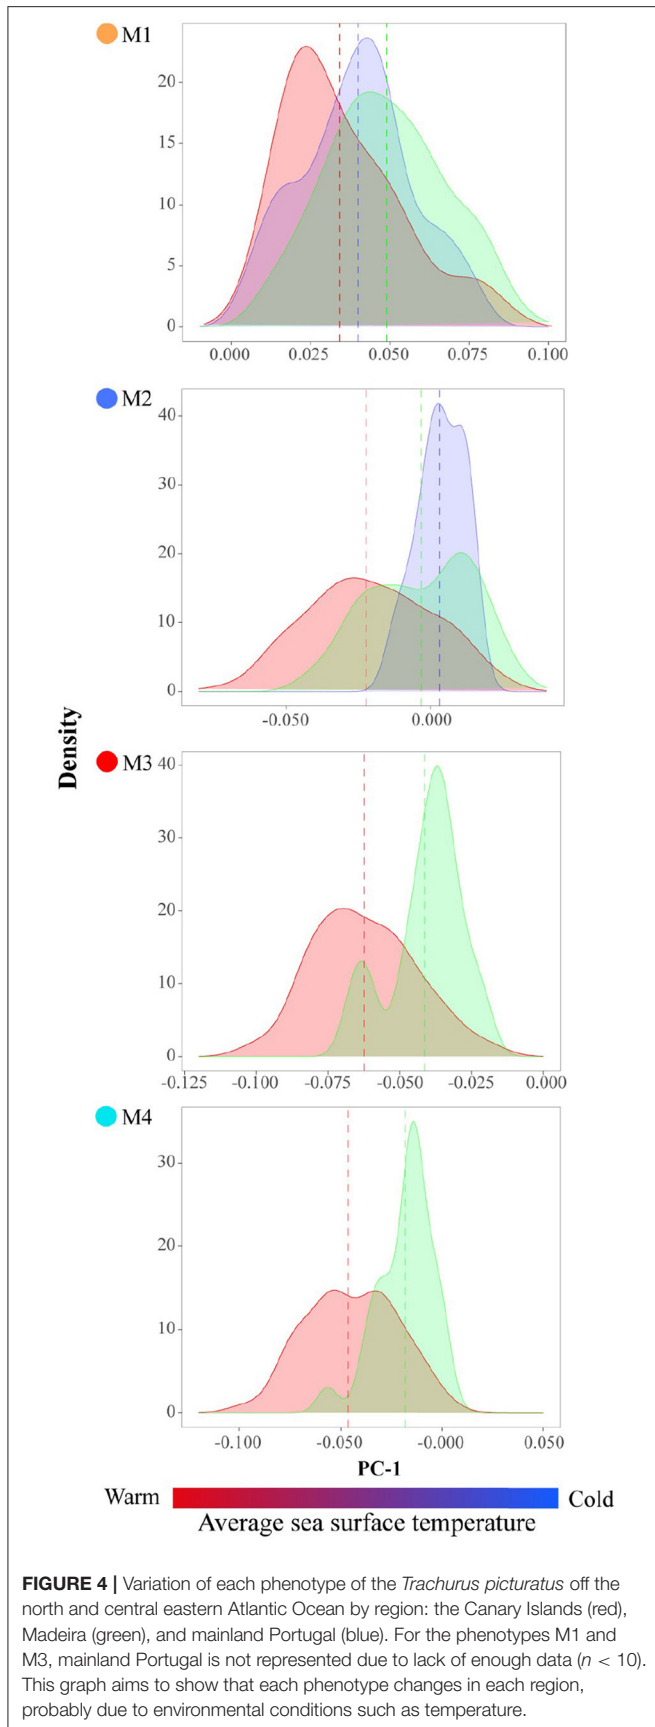 M1
20
15
10
5
0
0.000 0.025 0.050 0.075 0.100
M2
40
30
20
10
0
-0.050 0.000
Density
M3
40
30
20
10
0
-0.125 -0.100 -0.075 -0.050 -0.025 0.000
M4
30
20
10
0
-0.100 -0.050 -0.000 0.050
PC-1
Warm Cold
Average sea surface temperature
FIGURE 4 | Variation of each phenotype of the Trachurus picturatus off the
north and central eastern Atlantic Ocean by region: the Canary Islands (red),
Madeira (green), and mainland Portugal (blue). For the phenotypes M1 and
M3, mainland Portugal is not represented due to lack of enough data (n < 10).
This graph aims to show that each phenotype changes in each region,
probably due to environmental conditions such as temperature.